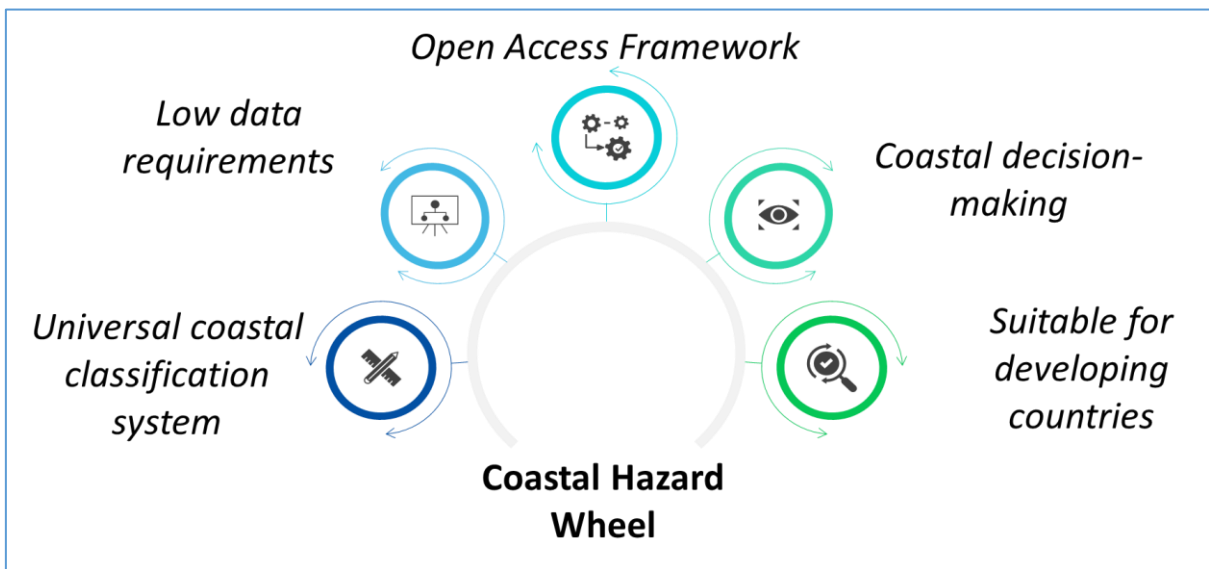 Open Access Framework
Low data
requirements
Coastal decision-
making
Universal coastal
classification
system
Suitable for
developing
countries
Coastal Hazard
Wheel